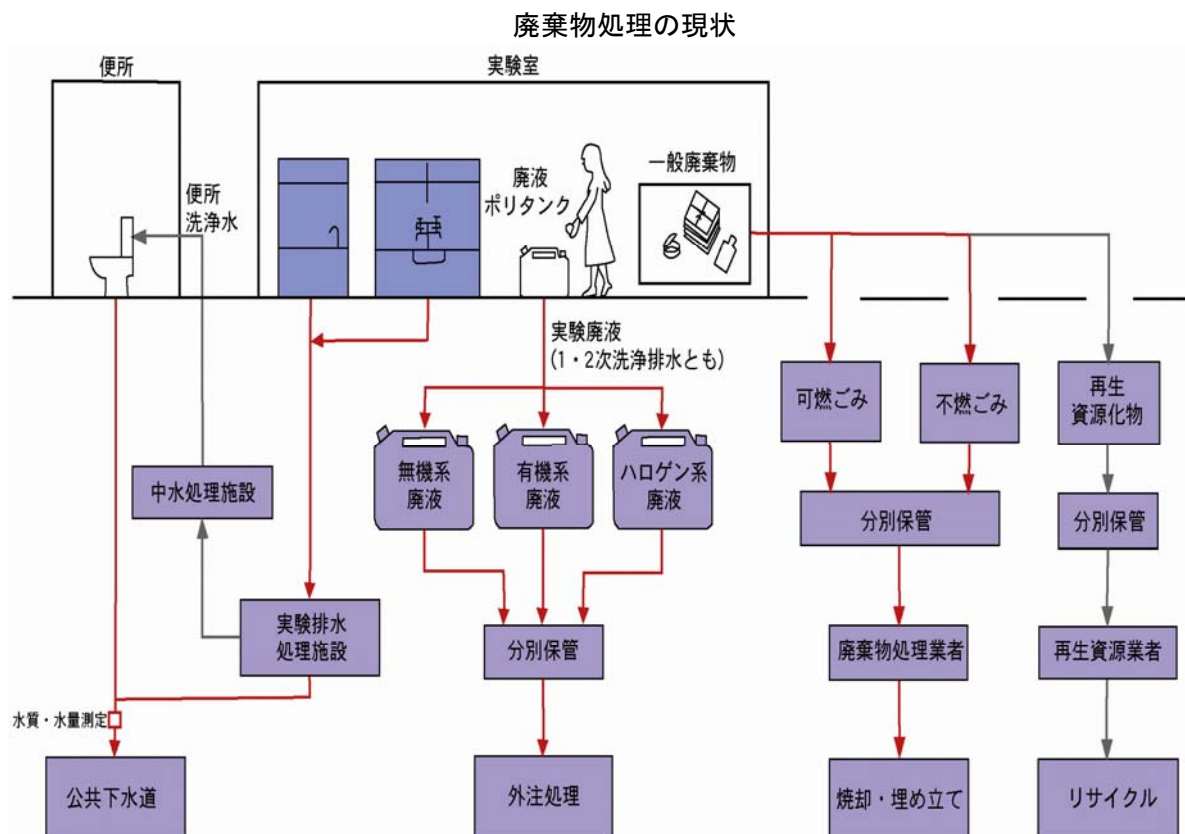 廃棄物処理の現状
便所
実験室
便所
洗浄水
廃液
ポリタンク
一般廃棄物
実験廃液
(1・2次洗浄排水とも)
可燃ごみ
不燃ごみ
再生
資源化物
無機系
廃液
有機系
廃液
ハロゲン系
廃液
中水処理施設
分別保管
分別保管
実験排水
処理施設
分別保管
廃棄物処理業者
再生資源業者
水質・水量測定
公共下水道
外注処理
焼却・埋め立て
リサイクル